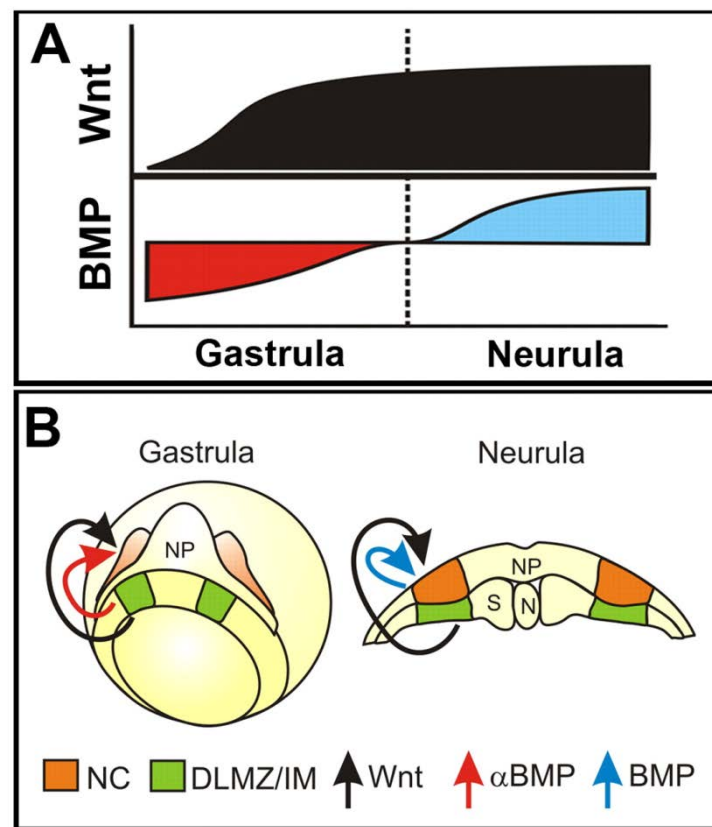 A
Wnt
BMP
Gastrula Neurula
B
Gastrula Neurula
NP NP
S N
NC DLMZ/IM Wnt αBMP BMP